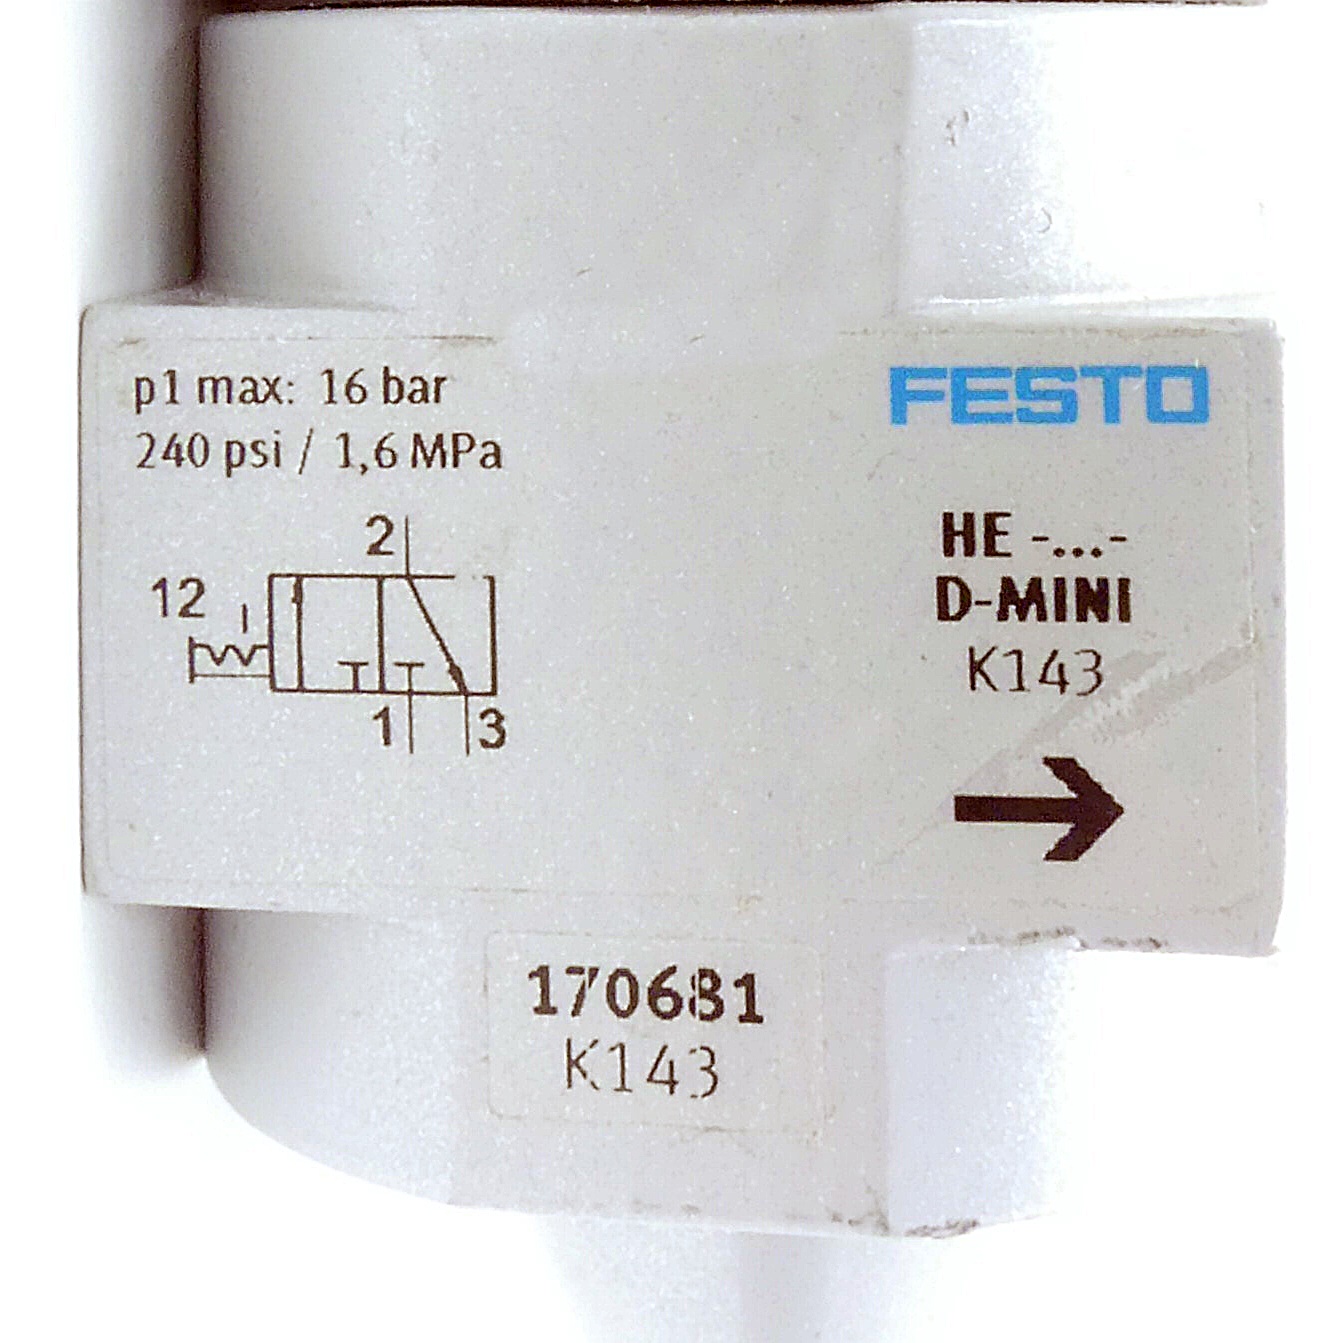 p1 max: 16 bar
240 psi / 1,6 MPa
2
12
1 3
FESTO
HE -...-
D-MINI
K143
170681
K143